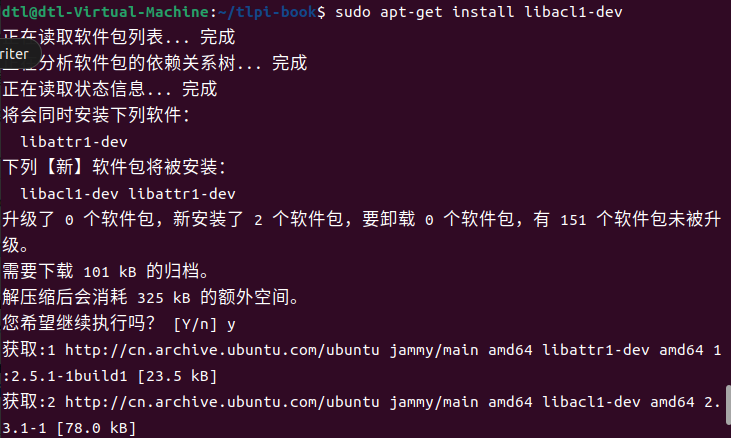 dtl@dtl-Virtual-Machine:~/tlpi-book$ sudo apt-get install libacl1-dev
正在读取软件包列表... 完成
riter
分析软件包的依赖关系树... 完成
正在读取状态信息... 完成
将会同时安装下列软件：
libattr1-dev
下列【新】软件包将被安装：
libacl1-dev libattr1-dev
升级了 0 个软件包，新安装了 2 个软件包，要卸载 0 个软件包，有 151 个软件包未被升
级。
需要下载 101 kB 的归档。
解压缩后会消耗 325 kB 的额外空间。
您希望继续执行吗？ [Y/n] y
获取:1 http://cn.archive.ubuntu.com/ubuntu jammy/main amd64 libattr1-dev amd64 1
:2.5.1-1build1 [23.5 kB]
获取:2 http://cn.archive.ubuntu.com/ubuntu jammy/main amd64 libacl1-dev amd64 2.
3.1-1 [78.0 kB]